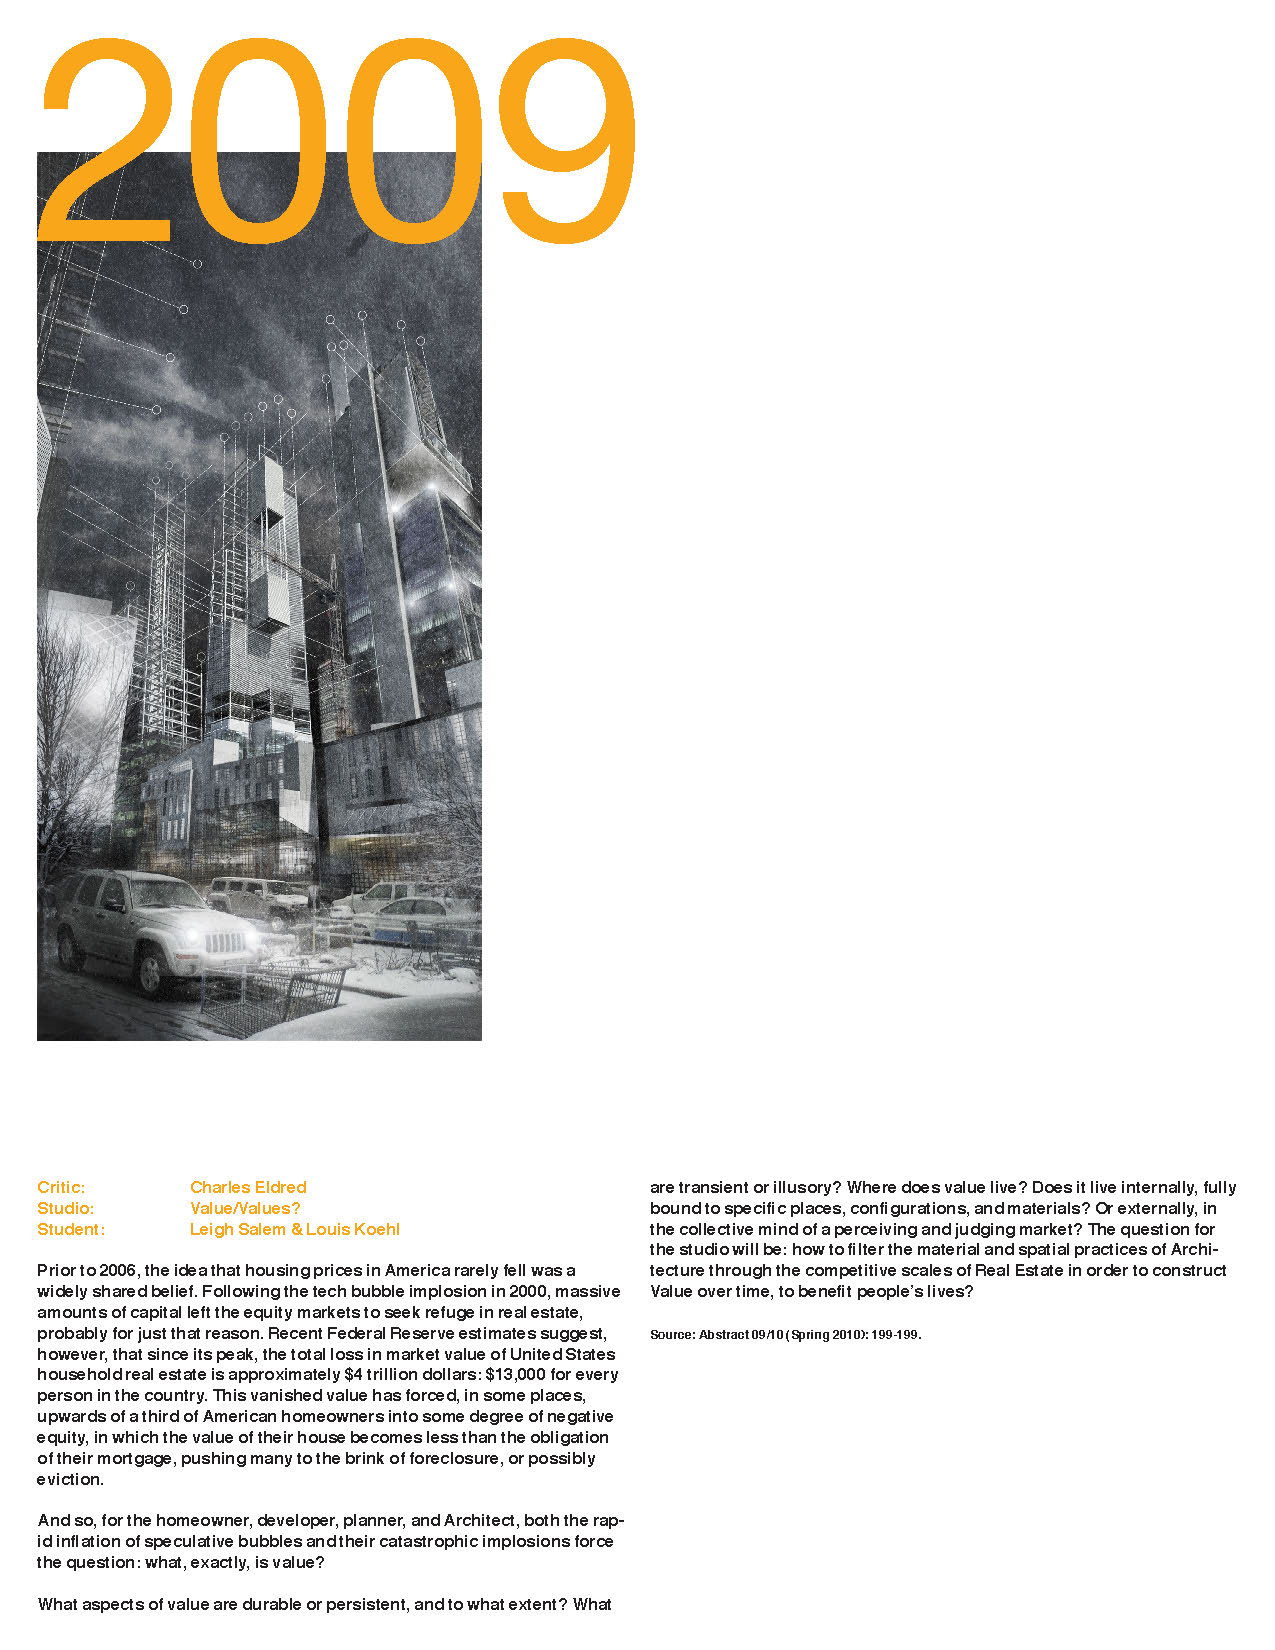 2009
Critic: Charles Eldred
Studio: Value/Values?
Student: Leigh Salem & Louis Koehl
Prior to 2006, the idea that housing prices in America rarely fell was a
widely shared belief. Following the tech bubble implosion in 2000, massive
amounts of capital left the equity markets to seek refuge in real estate,
probably for just that reason. Recent Federal Reserve estimates suggest,
however, that since its peak, the total loss in market value of United States
household real estate is approximately $4 trillion dollars: $13,000 for every
person in the country. This vanished value has forced, in some places,
upwards of a third of American homeowners into some degree of negative
equity, in which the value of their house becomes less than the obligation
of their mortgage, pushing many to the brink of foreclosure, or possibly
eviction.
And so, for the homeowner, developer, planner, and Architect, both the rap-
id inflation of speculative bubbles and their catastrophic implosions force
the question: what, exactly, is value?
What aspects of value are durable or persistent, and to what extent? What
are transient or illusory? Where does value live? Does it live internally, fully
bound to specific places, configurations, and materials? Or externally, in
the collective mind of a perceiving and judging market? The question for
the studio will be: how to filter the material and spatial practices of Archi-
tecture through the competitive scales of Real Estate in order to construct
Value over time, to benefit people's lives?
Source: Abstract 09/10 (Spring 2010): 199-199.